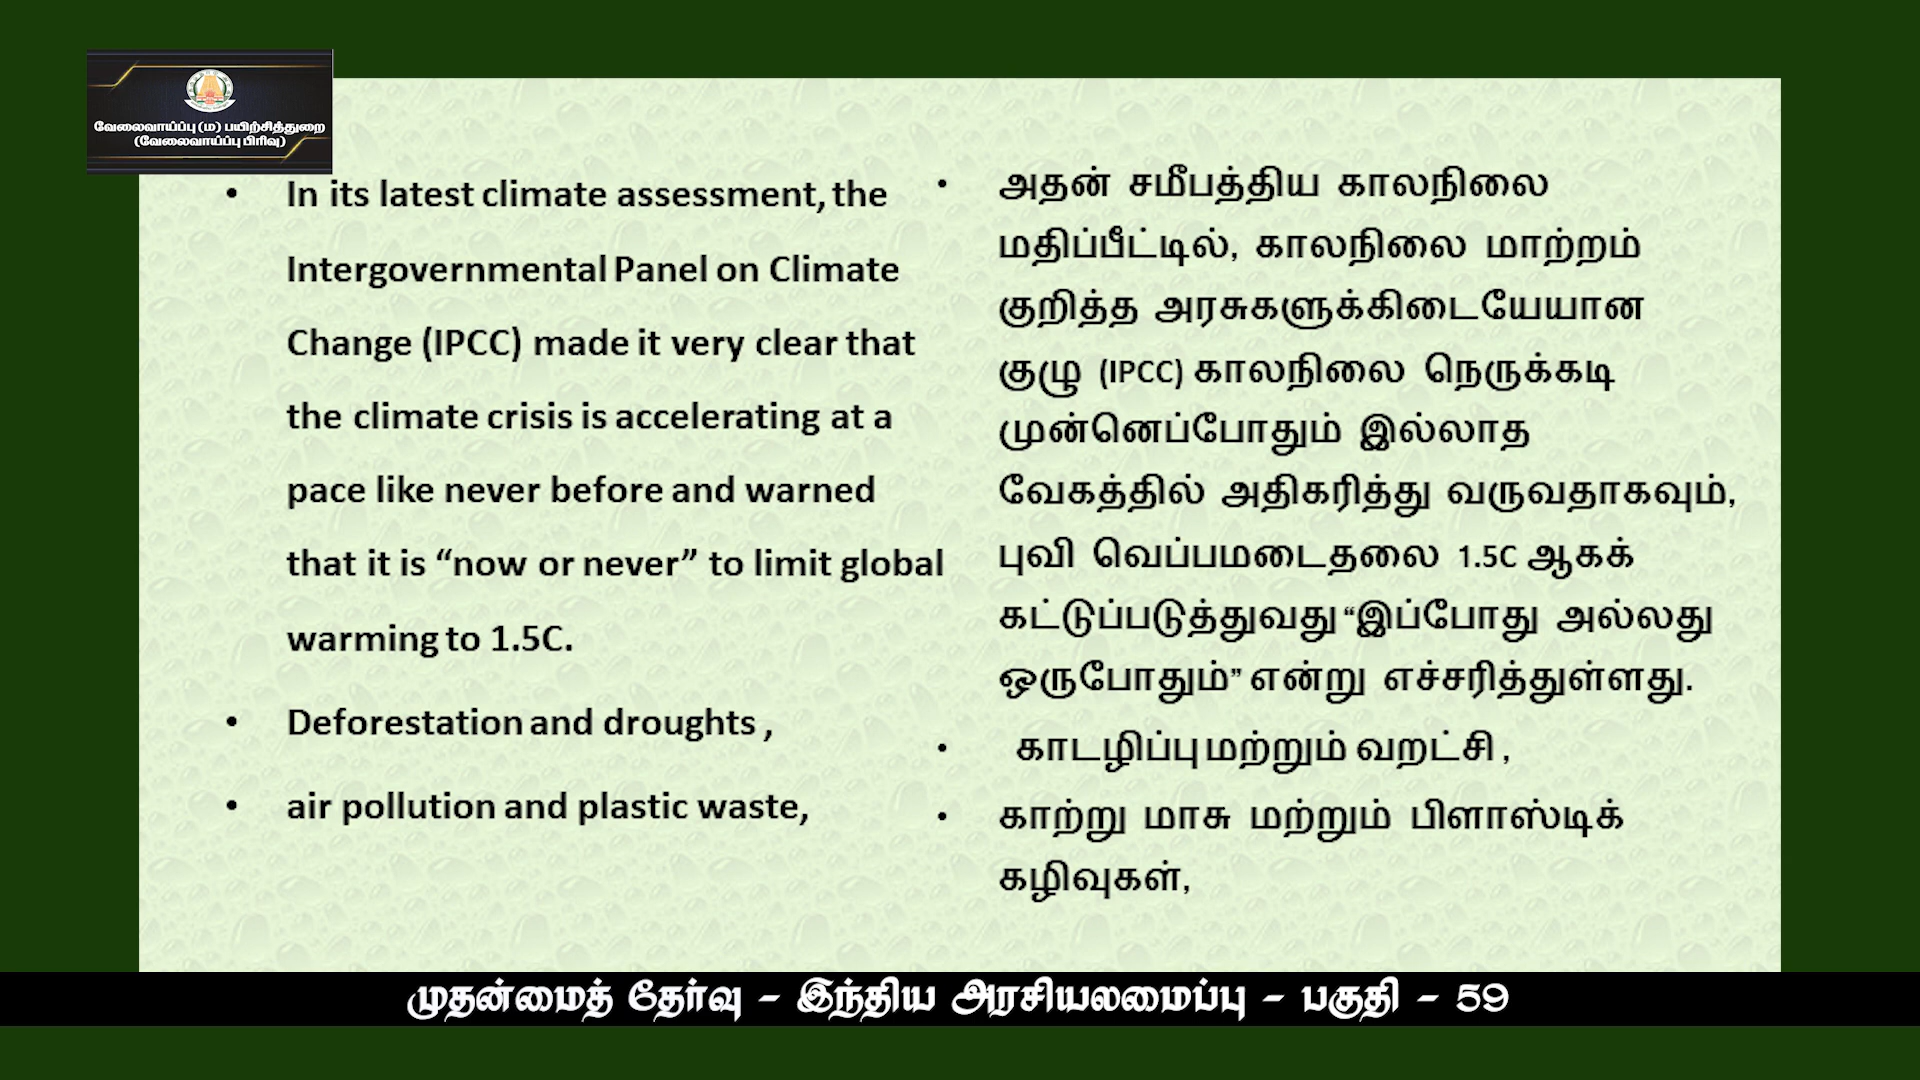 வேலைவாய்ப்பு (ம) பயிற்சித்துறை
(வேலைவாய்ப்பு பிரிவு)
• In its latest climate assessment, the
Intergovernmental Panel on Climate
Change (IPCC) made it very clear that
the climate crisis is accelerating at a
pace like never before and warned
that it is “now or never” to limit global
warming to 1.5C.
• Deforestation and droughts ,
• air pollution and plastic waste,
• அதன் சமீபத்திய காலநிலை
மதிப்பீட்டில், காலநிலை மாற்றம்
குறித்த அரசுகளுக்கிடையேயான
குழு (IPCC) காலநிலை நெருக்கடி
முன்னெப்போதும் இல்லாத
வேகத்தில் அதிகரித்து வருவதாகவும்,
புவி வெப்பமடைதலை 1.5C ஆகக்
கட்டுப்படுத்துவது “இப்போது அல்லது
ஒருபோதும்” என்று எச்சரித்துள்ளது.
• காடழிப்பு மற்றும் வறட்சி ,
• காற்று மாசு மற்றும் பிளாஸ்டிக்
கழிவுகள்,
முதன்மைத் தேர்வு – இந்திய அரசியலமைப்பு – பகுதி – 59